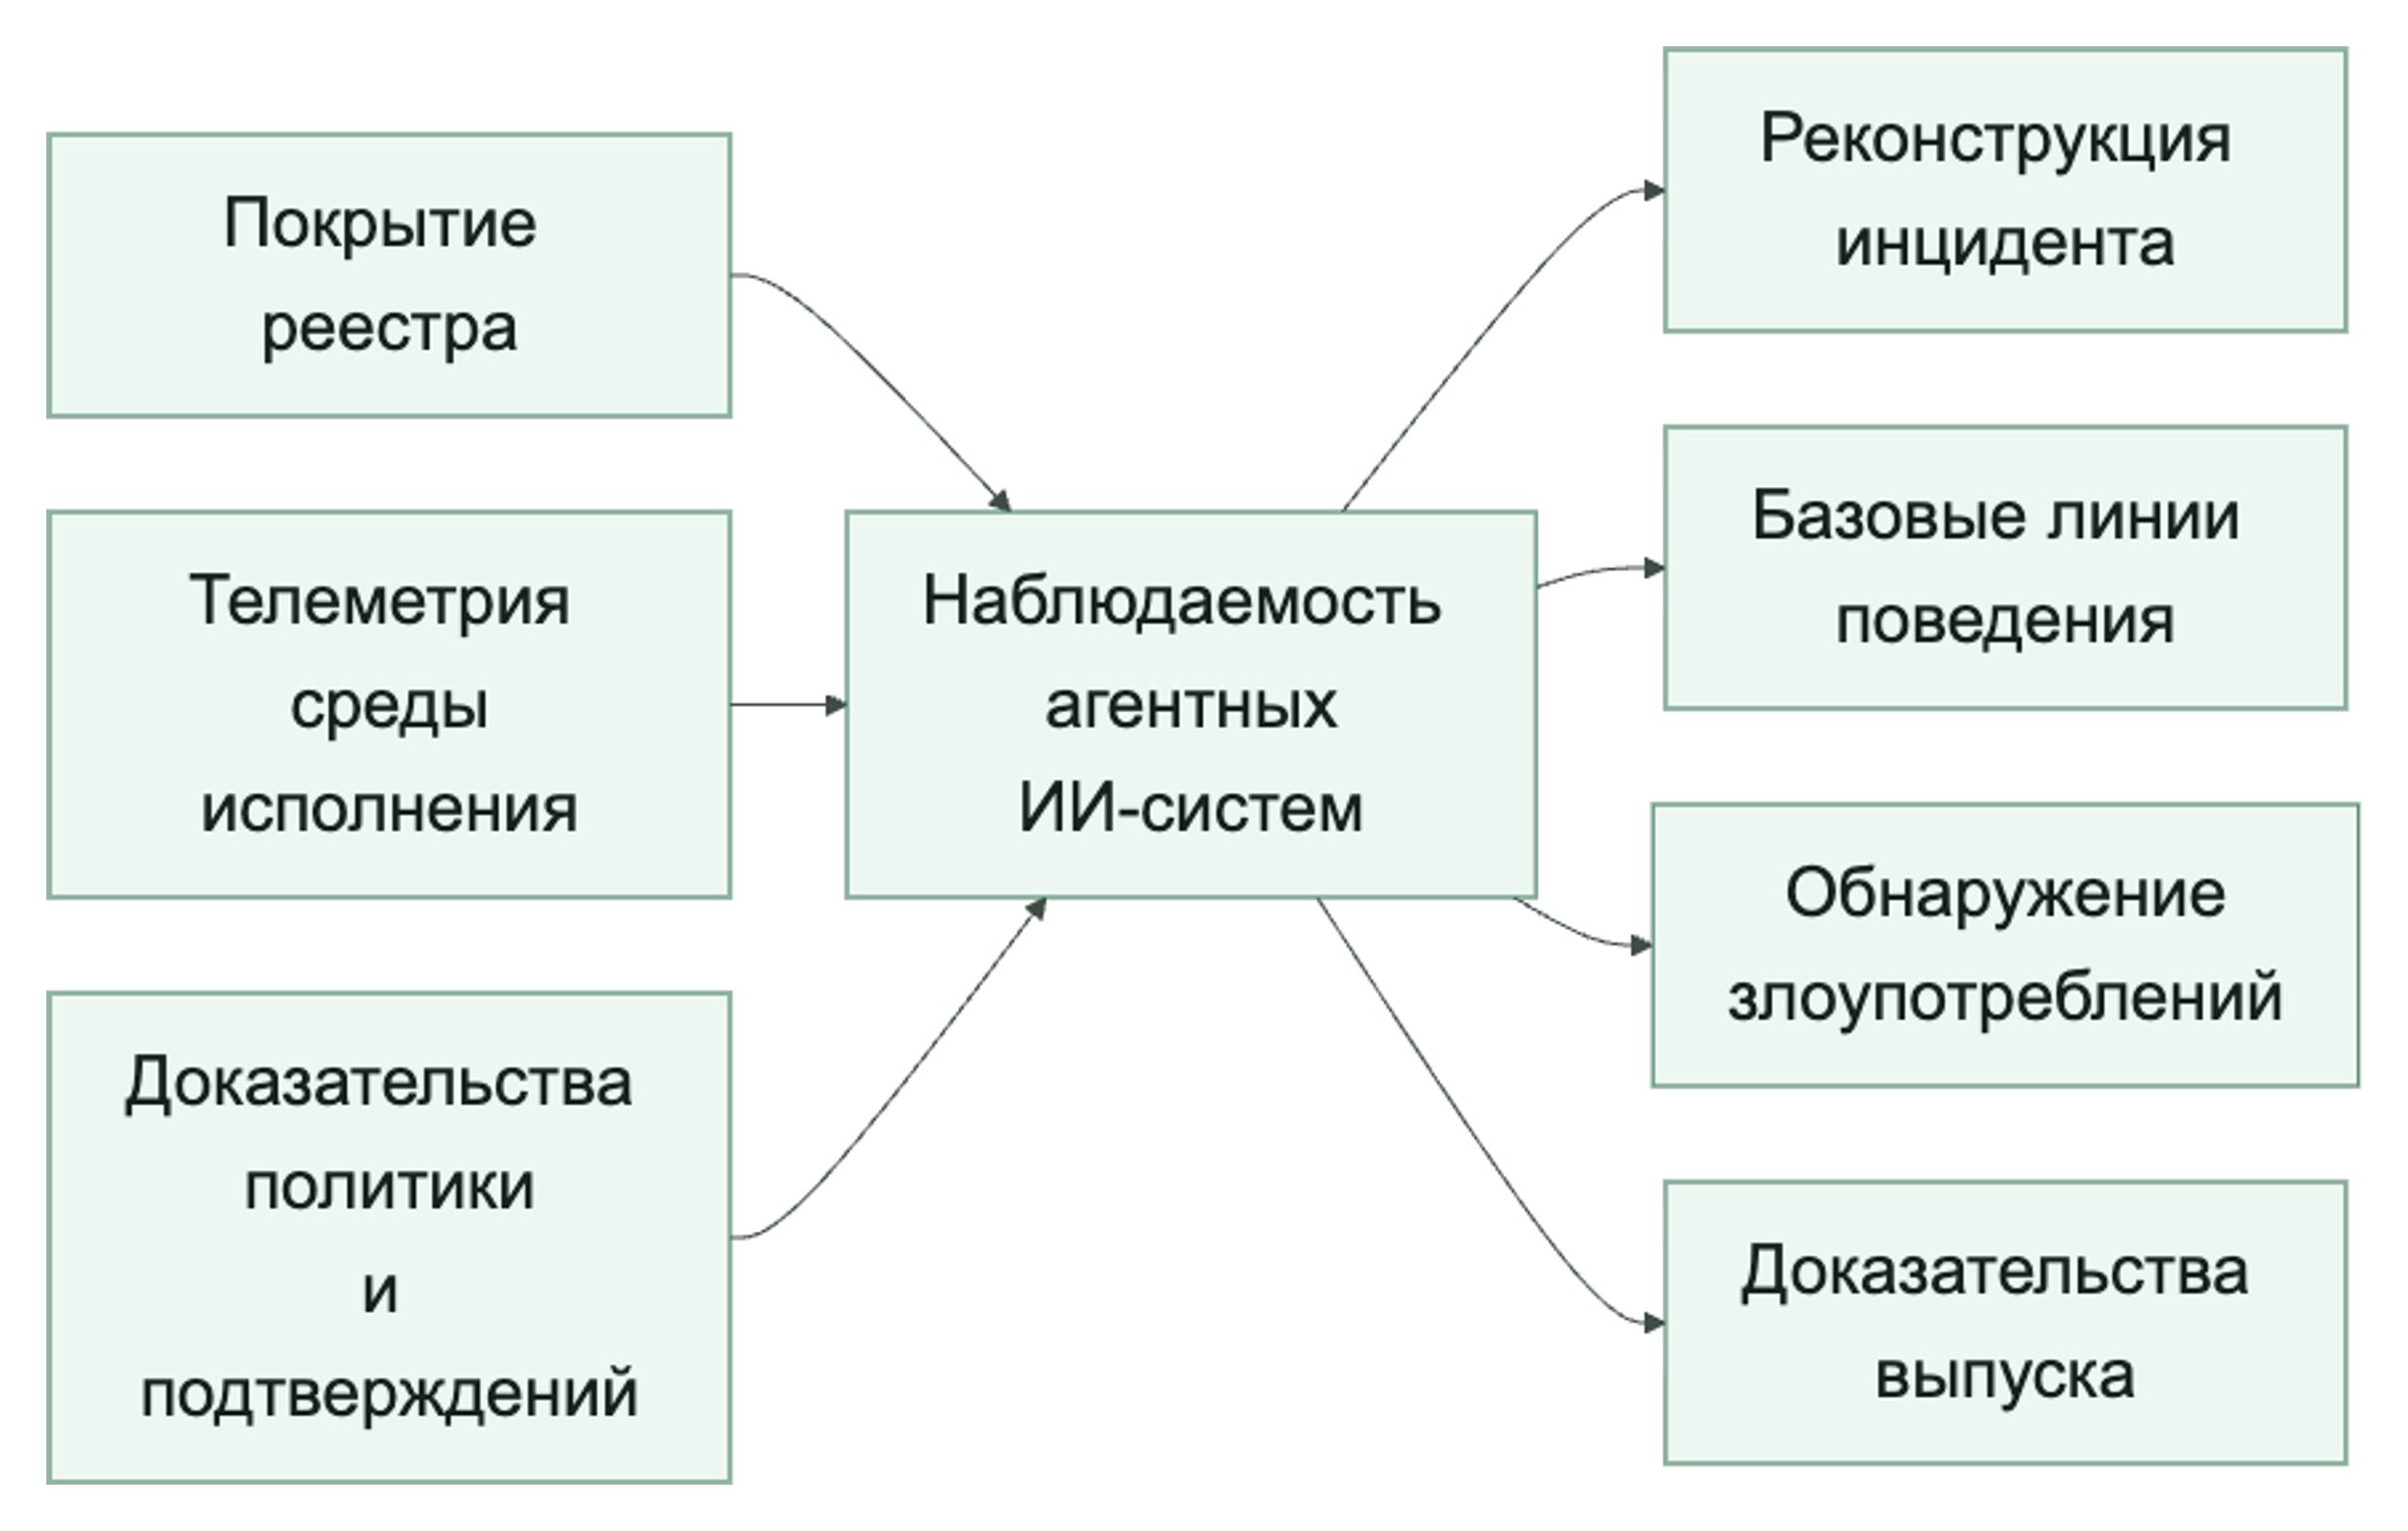 Покрытие
реестра
Телеметрия
среды
исполнения
Доказательства
политики
и
подтверждений
Наблюдаемость
агентных
ИИ-систем
Реконструкция
инцидента
Базовые линии
поведения
Обнаружение
злоупотреблений
Доказательства
выпуска